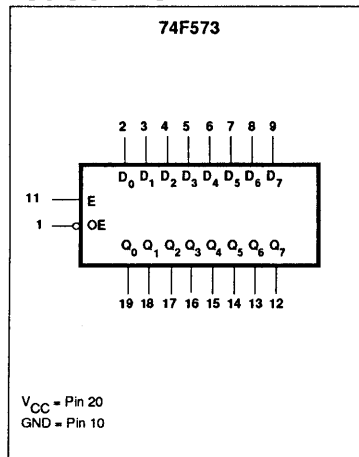 74F573
2 3 4 5 6 7 8 9
D0 D1 D2 D3 D4 D5 D6 D7
11 E
1 OE
Q0 Q1 Q2 Q3 Q4 Q5 Q6 Q7
19 18 17 16 15 14 13 12
VCC = Pin 20
GND = Pin 10